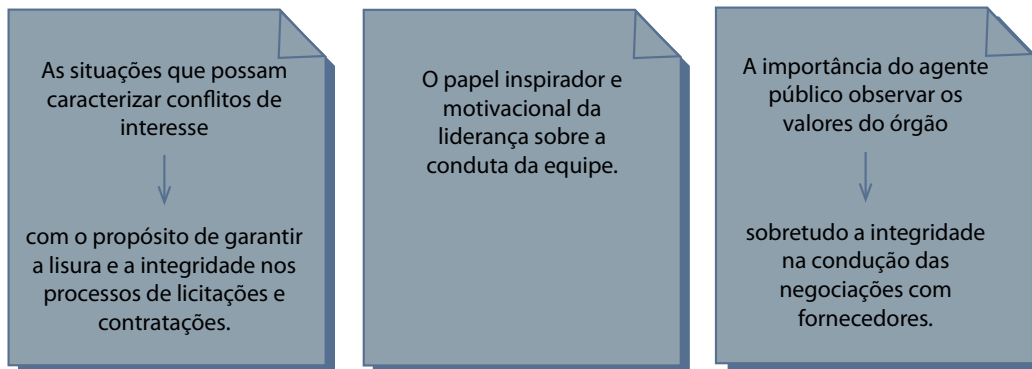 As situações que possam
caracterizar conflitos de
interesse
com o propósito de garantir
a lisura e a integridade nos
processos de licitações e
contratações.
O papel inspirador e
motivacional da
liderança sobre a
conduta da equipe.
A importância do agente
público observar os
valores do órgão
sobretudo a integridade
na condução das
negociações com
fornecedores.